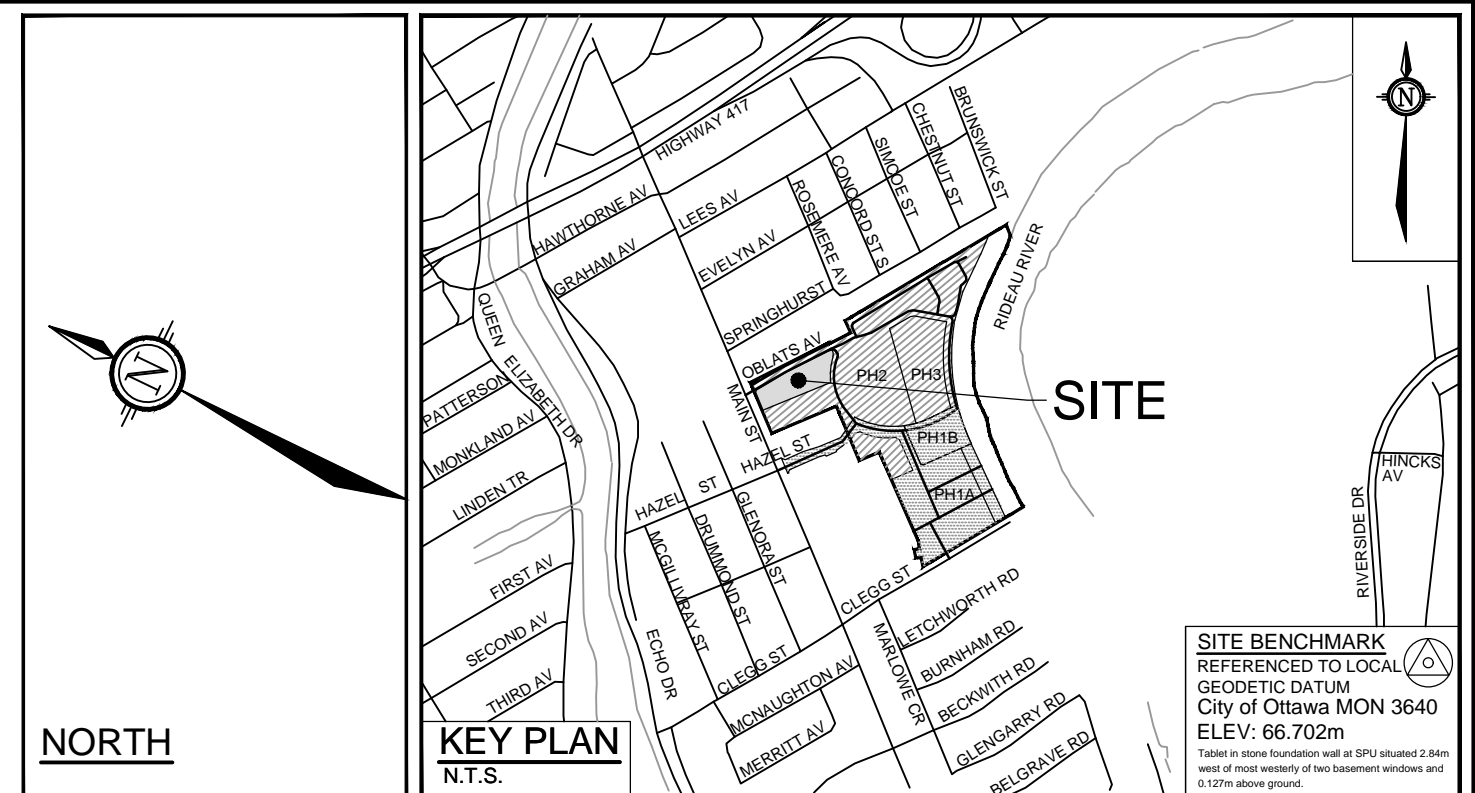 N
NORTH
N
HIGHWAY 417
BRUNSWICK ST
CHESTNUT ST
SIMCOE ST
CONCORD ST S
ROSEMERE AV
HAWTHORNE AV
LEES AV
GRAHAM AV
EVELYN AV
SPRINGHURST
OBLATS AV
RIDEAU RIVER
QUEEN ELIZABETH DR
PATTERSON
MONKLAND AV
LINDEN TR
MAIN ST
PH2
PH3
SITE
HAZEL ST
PH1B
PH1A
HAZEL ST
GLENORA ST
DRUMMOND ST
MCGILLIVRAY ST
FIRST AV
SECOND AV
THIRD AV
ECHO DR
CLEGG ST
CLEGG ST
MCNAUGHTON AV
MERRITT AV
MARLOWE CR
LETCHWORTH RD
BURNHAM RD
BECKWITH RD
GLENGARRY RD
BELGRAVE RD
HINCKS
AV
RIVERSIDE DR
KEY PLAN
N.T.S.
SITE BENCHMARK
REFERENCED TO LOCAL
GEODETIC DATUM
City of Ottawa MON 3640
ELEV: 66.702m
Tablet in stone foundation wall at SPU situated 2.84m
west of most westerly of two basement windows and
0.127m above ground.